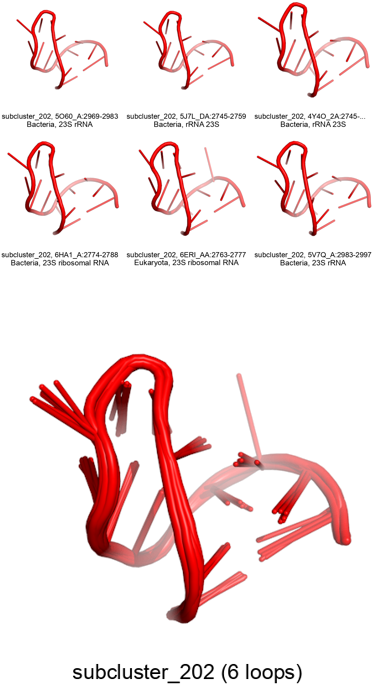 subcluster_202, 5O60_A:2969-2983
Bacteria, 23S rRNA
subcluster_202, 5J7L_DA:2745-2759
Bacteria, rRNA 23S
subcluster_202, 4Y4O_2A:2745-...
Bacteria, rRNA 23S
subcluster_202, 6HA1_A:2774-2788
Bacteria, 23S ribosomal RNA
subcluster_202, 6ERI_AA:2763-2777
Eukaryota, 23S ribosomal RNA
subcluster_202, 5V7Q_A:2983-2997
Bacteria, 23S rRNA
subcluster_202 (6 loops)